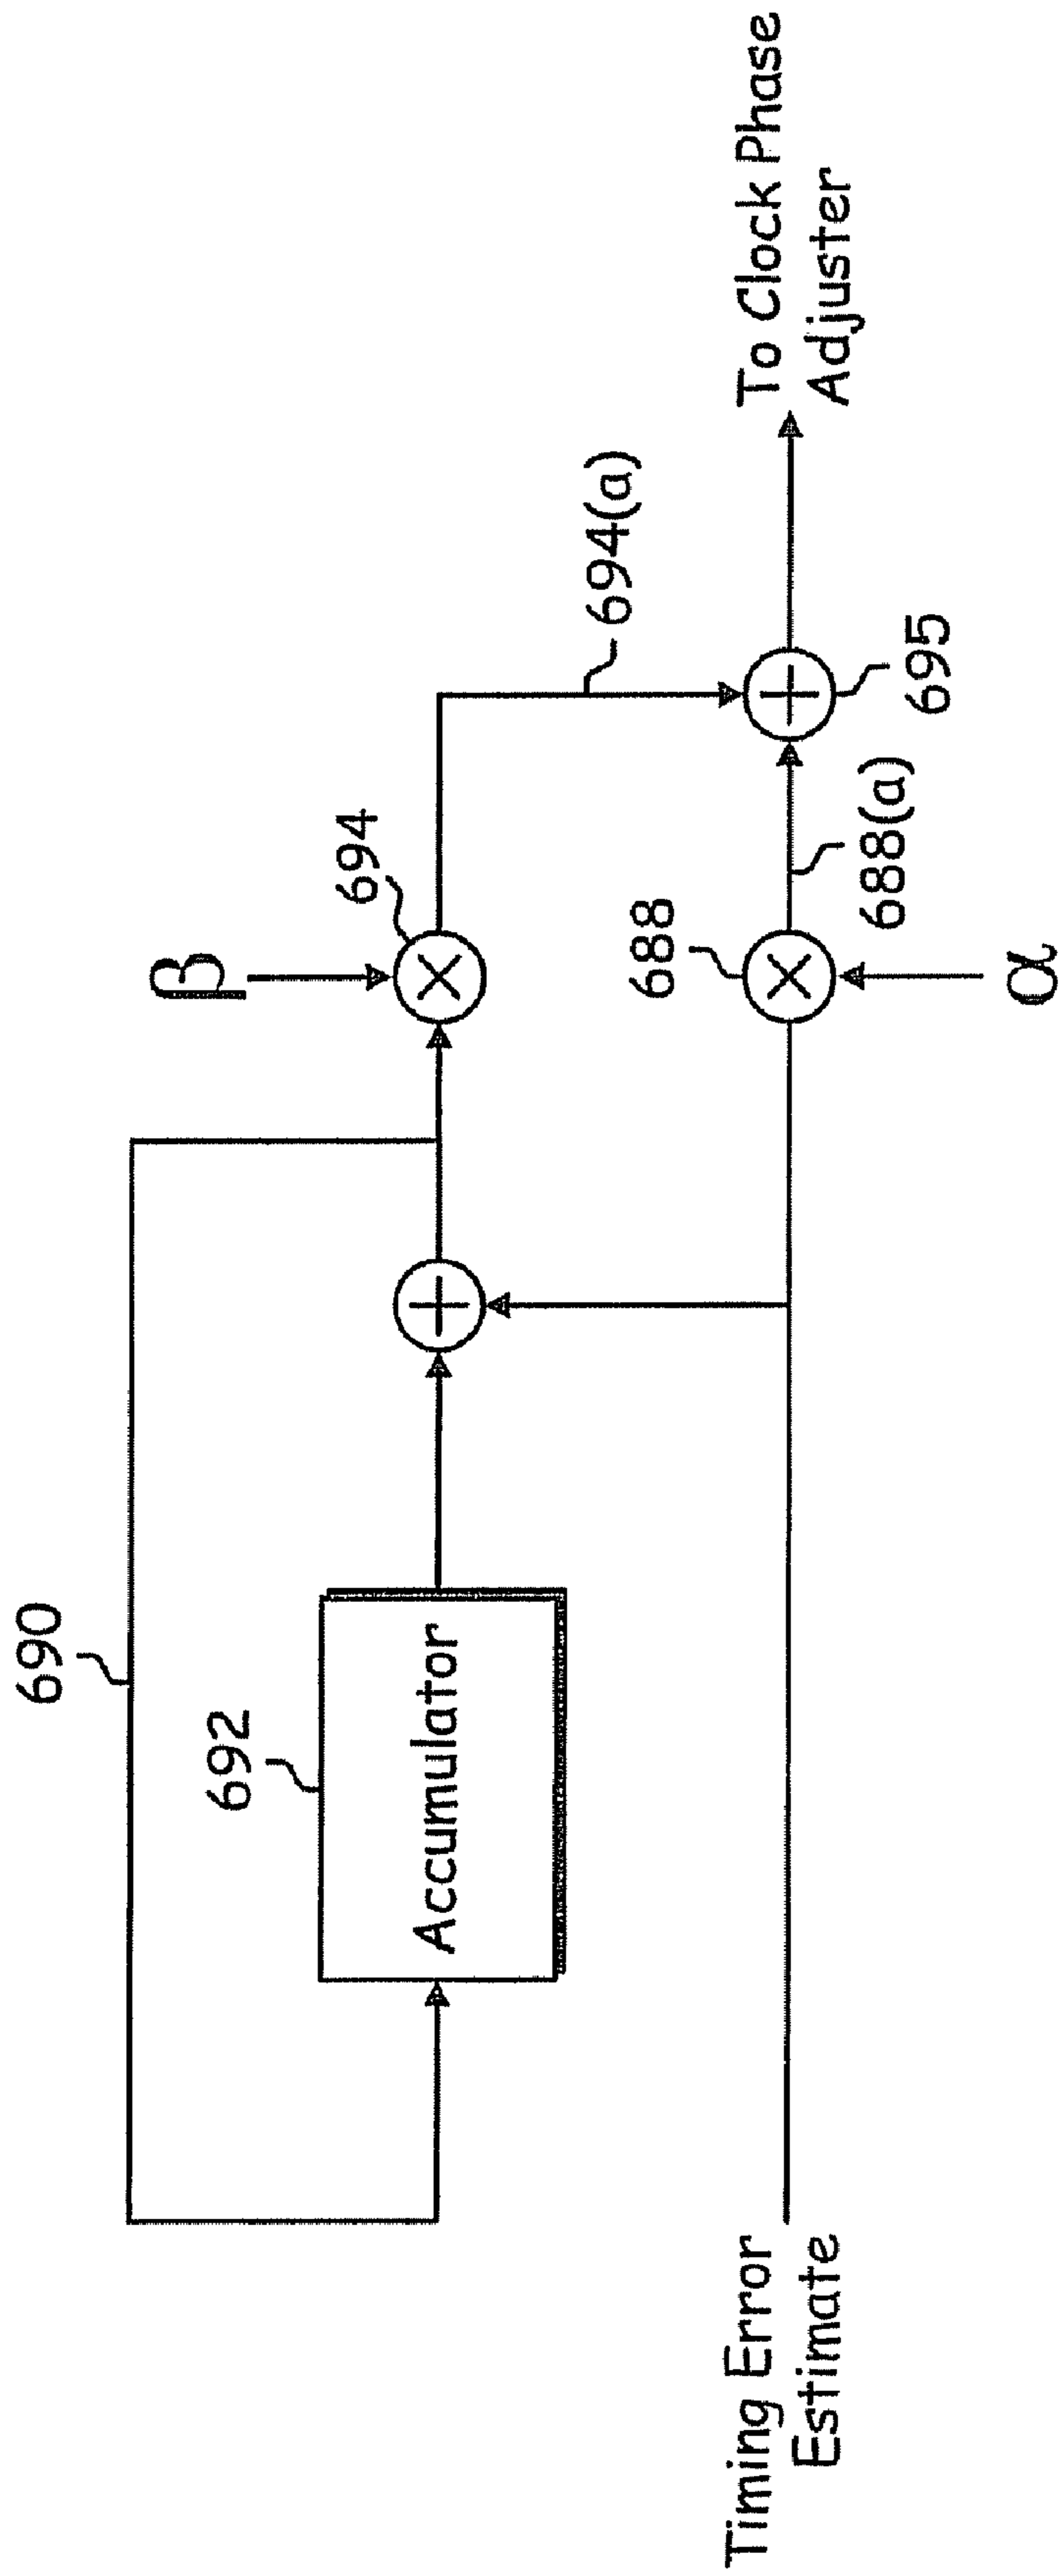 690
692
Accumulator
β
694
694(a)
688
688(a)
695
α
Timing Error
Estimate
To Clock Phase
Adjuster